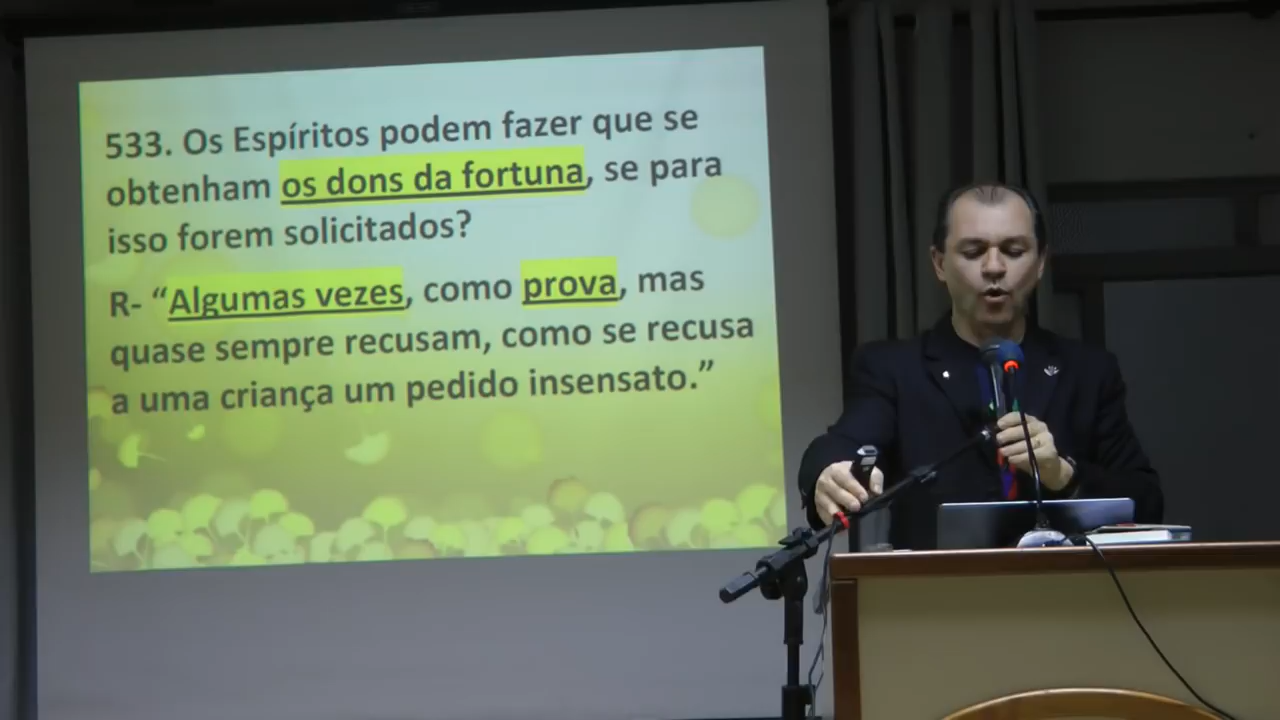 533. Os Espíritos podem fazer que se
obtenham os dons da fortuna, se para
isso forem solicitados?
R- “Algumas vezes, como prova, mas
quase sempre recusam, como se recusa
a uma criança um pedido insensato.”